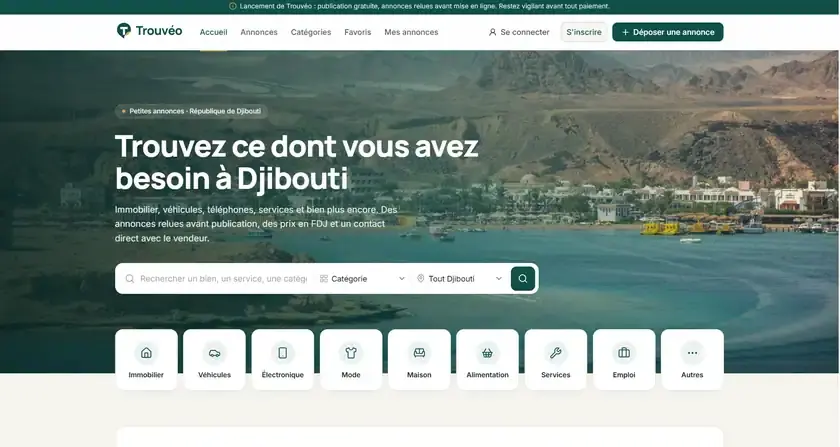 Lancement de Trouvéo : publication gratuite, annonces relues avant mise en ligne. Restez vigilant avant tout paiement.
Trouvéo Accueil Annonces Catégories Favoris Mes annonces Se connecter S'inscrire + Déposer une annonce
Petites annonces · République de Djibouti
Trouvez ce dont vous avez
besoin à Djibouti
Immobilier, véhicules, téléphones, services et bien plus encore. Des
annonces relues avant publication, des prix en FDJ et un contact
direct avec le vendeur.
Rechercher un bien, un service, une catég Catégorie Tout Djibouti
Immobilier Véhicules Électronique Mode Maison Alimentation Services Emploi Autres